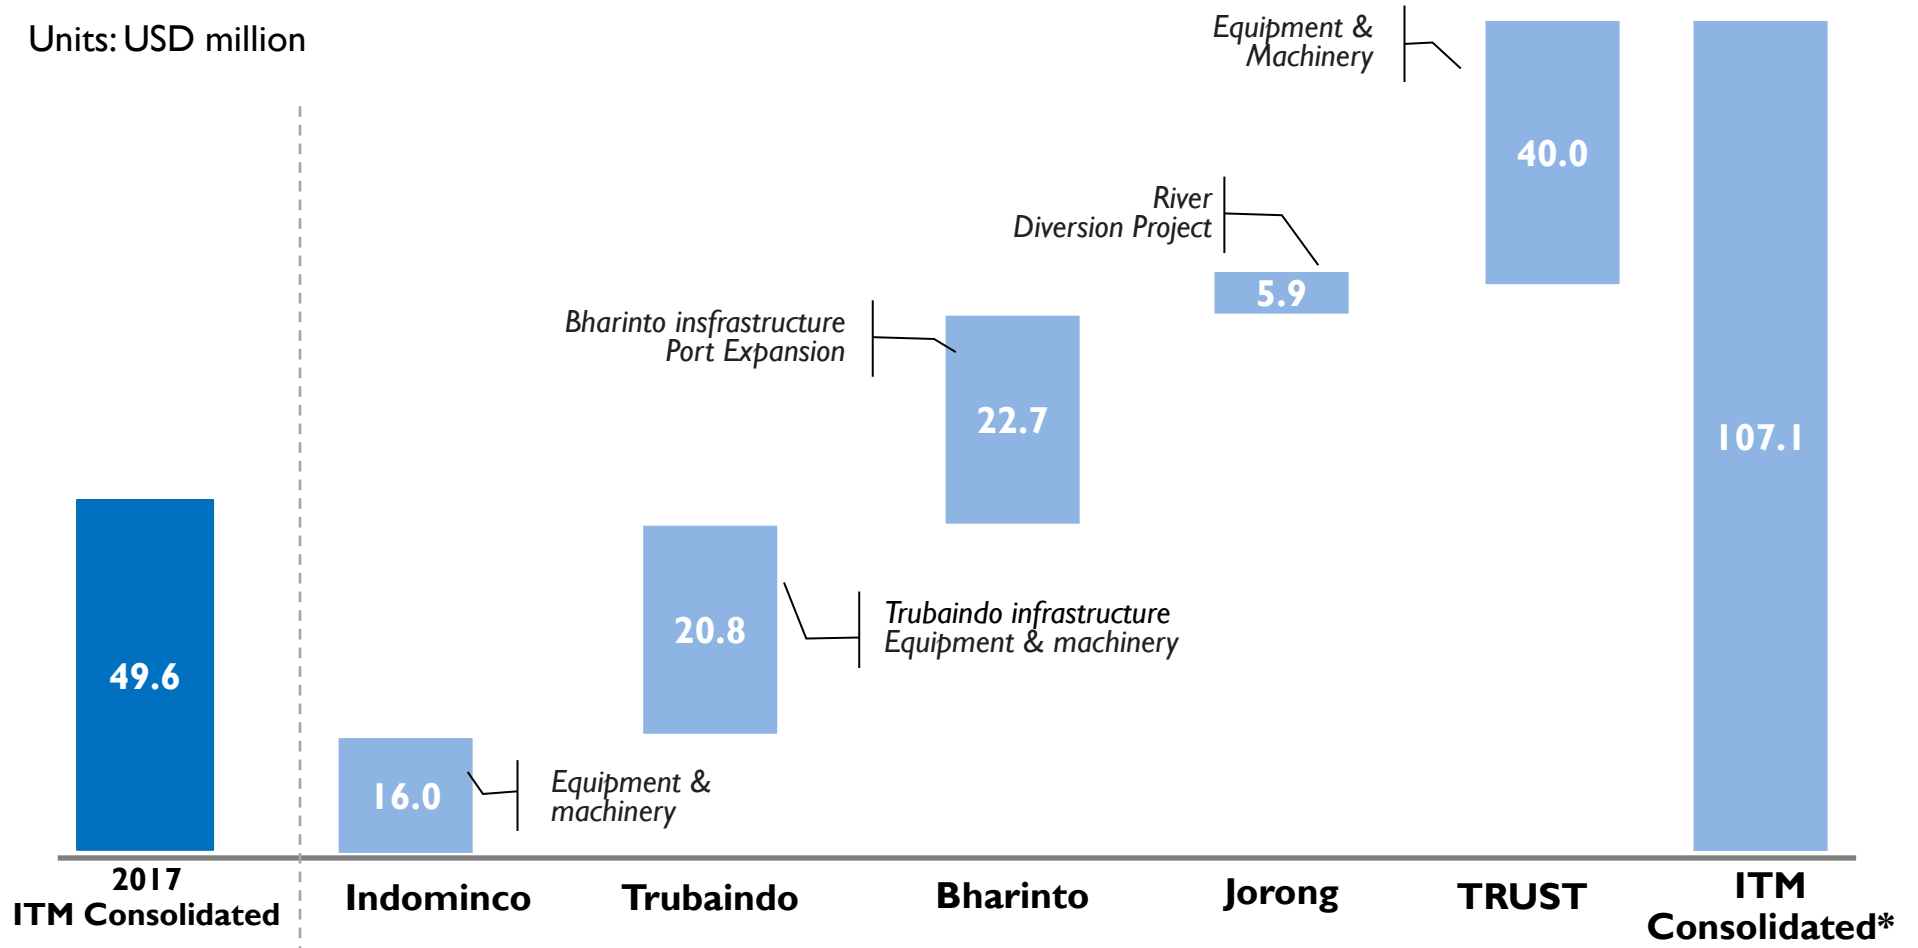 Units: USD million
Equipment &
Machinery
40.0
River
Diversion Project
5.9
Bharinto insfrastructure
Port Expansion
22.7
107.1
Trubaindo infrastructure
Equipment & machinery
20.8
49.6
Equipment &
machinery
16.0
2017
ITM Consolidated
Indominco
Trubaindo
Bharinto
Jorong
TRUST
ITM
Consolidated*